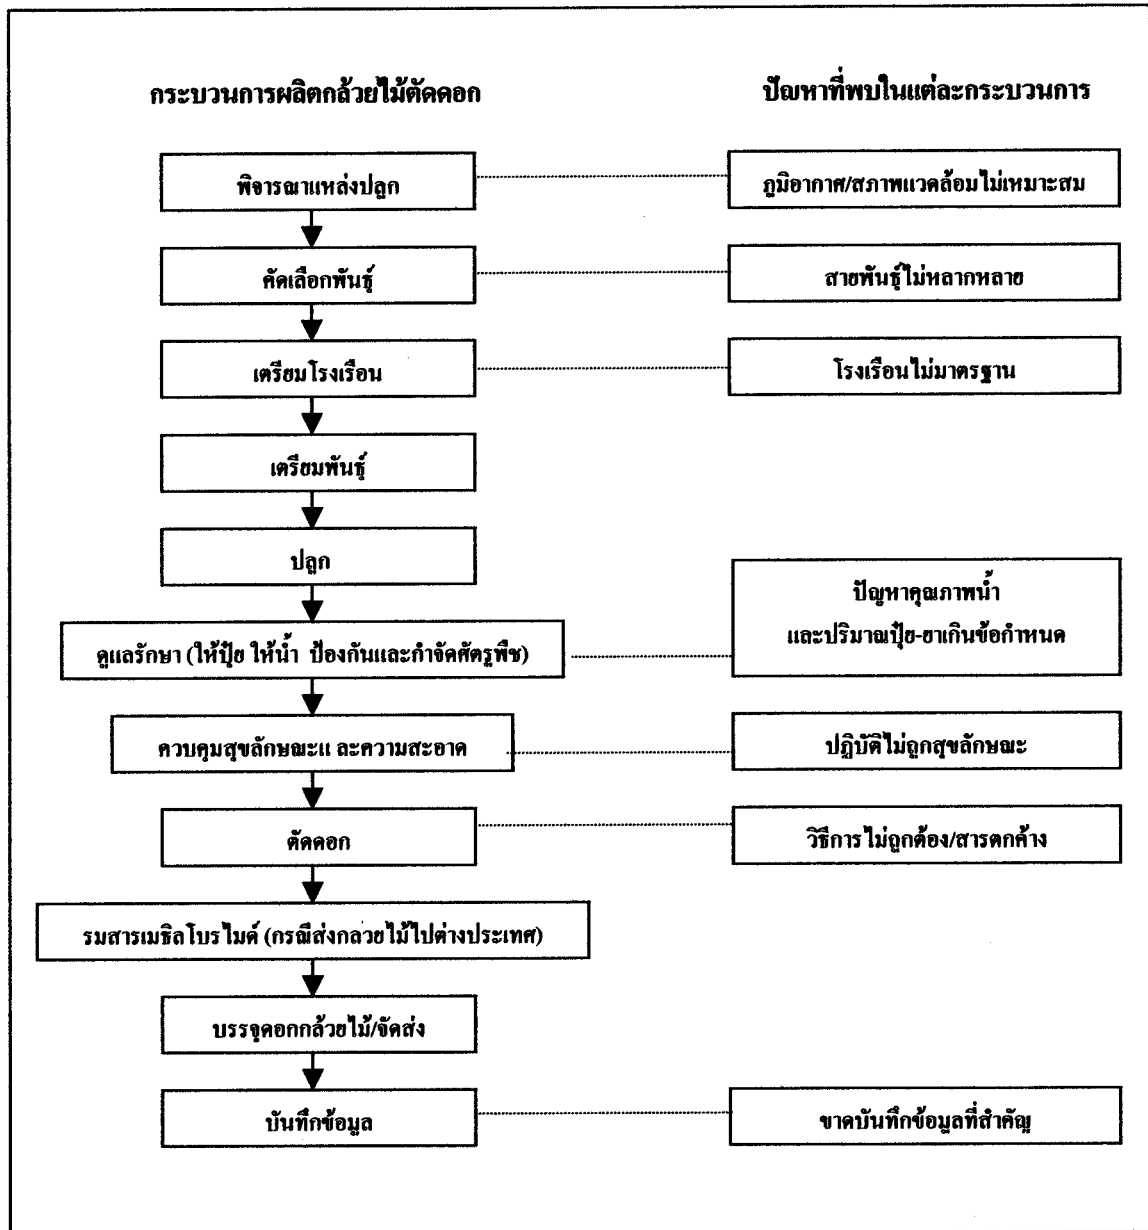 กระบวนการผลิตกล้วยไม้ตัดดอก
ปัญหาที่พบในแต่ละกระบวนการ
พิจารณาแหล่งปลูก
ภูมิอากาศ/สภาพแวดล้อมไม่เหมาะสม
คัดเลือกพันธุ์
สายพันธุ์ไม่หลากหลาย
เตรียมโรงเรือน
โรงเรือนไม่มาตรฐาน
เตรียมพันธุ์
ปลูก
ปัญหาคุณภาพน้ำ
และปริมาณปุ๋ย-ยาเกินข้อกำหนด
ดูแลรักษา (ให้ปุ๋ย ให้น้ำ ป้องกันและกำจัดศัตรูพืช)
ควบคุมสุขลักษณะแ ละความสะอาด
ปฏิบัติไม่ถูกสุขลักษณะ
ตัดดอก
วิธีการไม่ถูกต้อง/สารตกค้าง
รมสารเมธิลโบรไมด์ (กรณีส่งกลวยไม้ไปต่างประเทศ)
บรรจุดอกกล้วยไม้/จัดส่ง
บันทึกข้อมูล
ขาดบันทึกข้อมูลที่สำคัญ